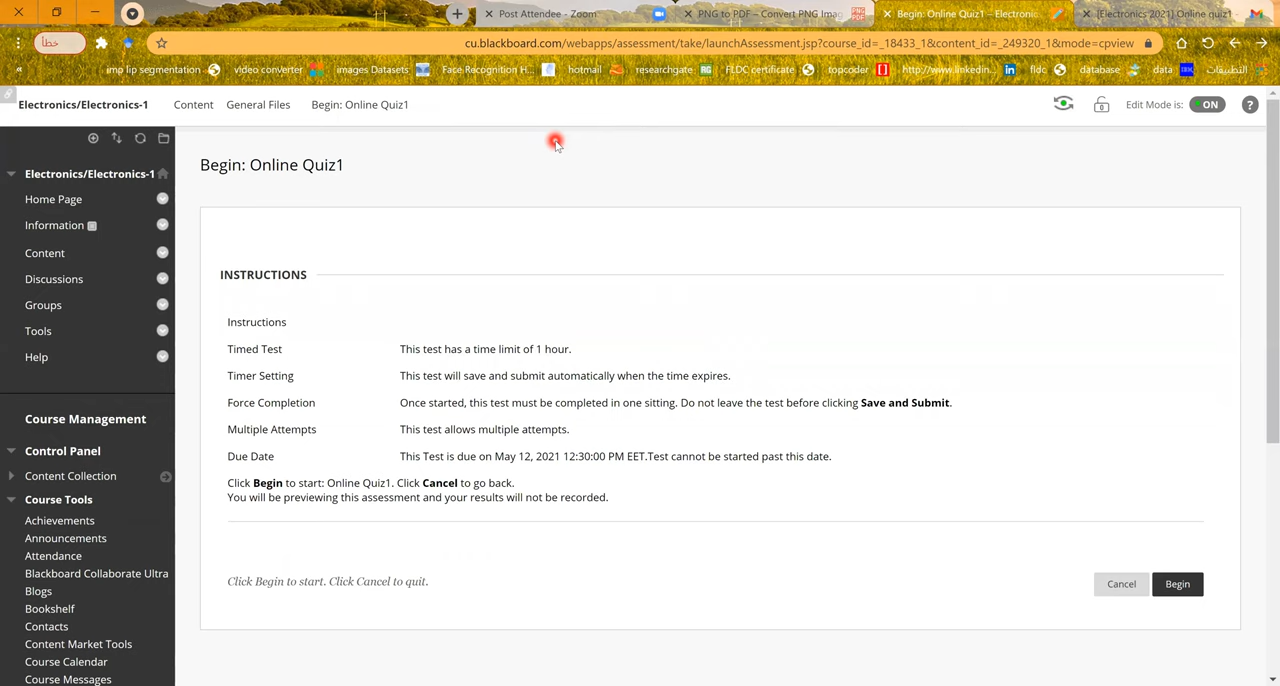 Post Attendee - Zoom
PNG to PDF – Convert PNG Imag
Begin: Online Quiz1 – Electronic
[Electronics 2021] Online quiz1 -
خطأ
cu.blackboard.com/webapps/assessment/take/launchAssessment.jsp?course_id=_18433_1&content_id=_249320_1&mode=cpview
imp lip segmentation
video converter
images Datasets
Face Recognition H...
hotmail
researchgate
FLDC certificate
topcoder
http://www.linkedin...
fldc
database
data
التطبيقات
Electronics/Electronics-1
Content
General Files
Begin: Online Quiz1
Edit Mode is:
ON
?
Electronics/Electronics-1
Home Page
Information
Content
Discussions
Groups
Tools
Help
Course Management
Control Panel
Content Collection
Course Tools
Achievements
Announcements
Attendance
Blackboard Collaborate Ultra
Blogs
Bookshelf
Contacts
Content Market Tools
Course Calendar
Course Messages
Begin: Online Quiz1
INSTRUCTIONS
Instructions
Timed Test This test has a time limit of 1 hour.
Timer Setting This test will save and submit automatically when the time expires.
Force Completion Once started, this test must be completed in one sitting. Do not leave the test before clicking Save and Submit.
Multiple Attempts This test allows multiple attempts.
Due Date This Test is due on May 12, 2021 12:30:00 PM EET.Test cannot be started past this date.
Click Begin to start: Online Quiz1. Click Cancel to go back.
You will be previewing this assessment and your results will not be recorded.
Click Begin to start. Click Cancel to quit.
Cancel
Begin